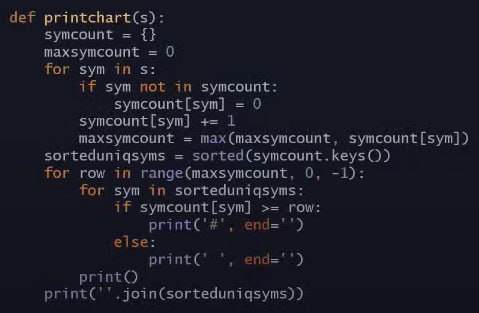 def printchart(s):
    symcount = {}
    maxsymcount = 0
    for sym in s:
        if sym not in symcount:
            symcount[sym] = 0
        symcount[sym] += 1
        maxsymcount = max(maxsymcount, symcount[sym])
    sorteduniqsyms = sorted(symcount.keys())
    for row in range(maxsymcount, 0, -1):
        for sym in sorteduniqsyms:
            if symcount[sym] >= row:
                print('#', end='')
            else:
                print(' ', end='')
        print()
    print(''.join(sorteduniqsyms))